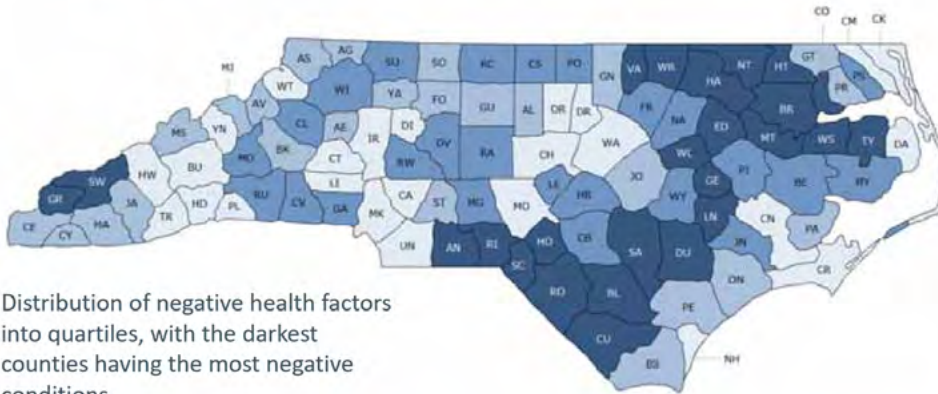 CO CM CK
AS AG SU SO RC CS PO GN VA WR NT HT GT
MI WT WI YA FO GU AL DR DR FR HA BR PR PS
MS YN AV CL AE IR DI DV RA CH WA NA ED MT WS TY DA
GR SW HW BU MD BK CT RW LI WC PI BE HY
CE CY HA JA TR HD PL RU CV GA MK CA ST MG MO LE HR JO WY GE LN CN PA
UN AN RI SC HO CB SA DU JN ON CR
RO BL PE
CU BS NH
Distribution of negative health factors
into quartiles, with the darkest
counties having the most negative